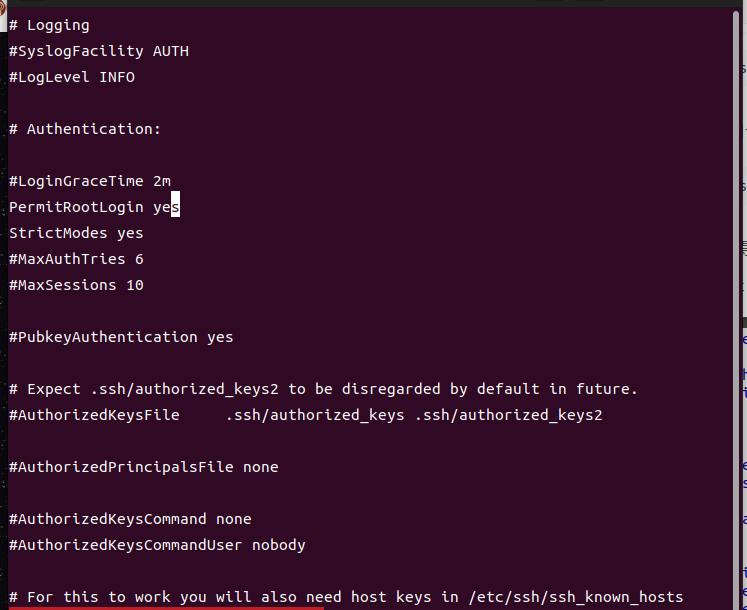 # Logging
#SyslogFacility AUTH
#LogLevel INFO
# Authentication:
#LoginGraceTime 2m
PermitRootLogin yes
StrictModes yes
#MaxAuthTries 6
#MaxSessions 10
#PubkeyAuthentication yes
# Expect .ssh/authorized_keys2 to be disregarded by default in future.
#AuthorizedKeysFile     .ssh/authorized_keys .ssh/authorized_keys2
#AuthorizedPrincipalsFile none
#AuthorizedKeysCommand none
#AuthorizedKeysCommandUser nobody
# For this to work you will also need host keys in /etc/ssh/ssh_known_hosts